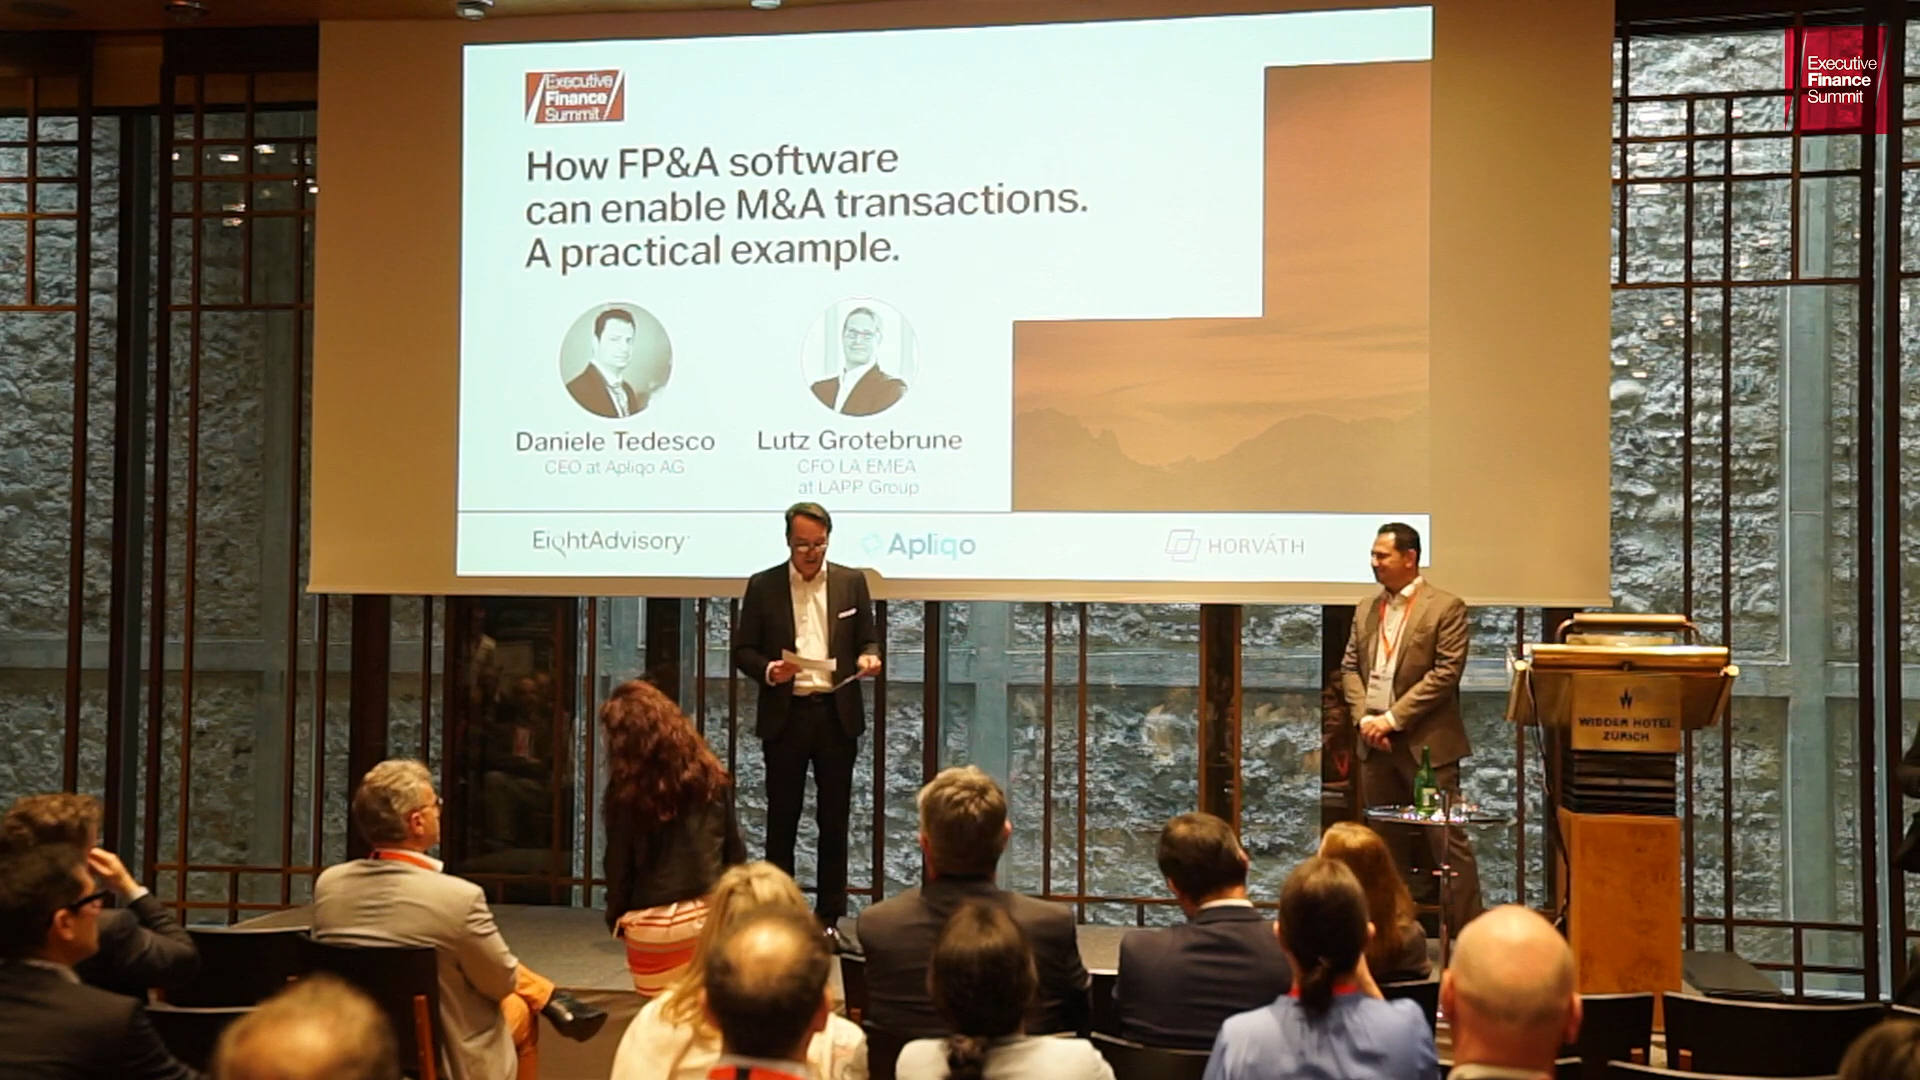 Executive
Finance
Summit
How FP&A software
can enable M&A transactions.
A practical example.
Daniele Tedesco
CEO at Apliqo AG
Lutz Grotebrune
CFO LA EMEA
at LAPP Group
EightAdvisory
Apliqo
HORVÁTH
Executive
Finance
Summit
WIDDER HOTEL
ZÜRICH